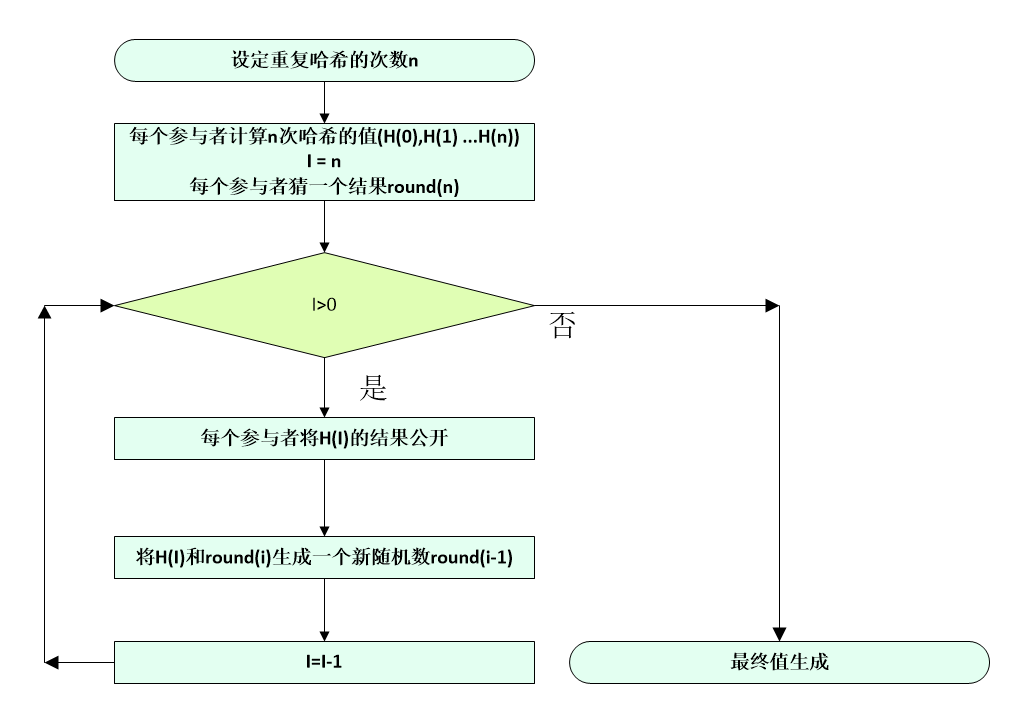 设定重复哈希的次数n
每个参与者计算n次哈希的值(H(0),H(1) ...H(n))
I = n
每个参与者猜一个结果round(n)
I>0
否
是
每个参与者将H(I)的结果公开
将H(I)和round(i)生成一个新随机数round(i-1)
I=I-1
最终值生成